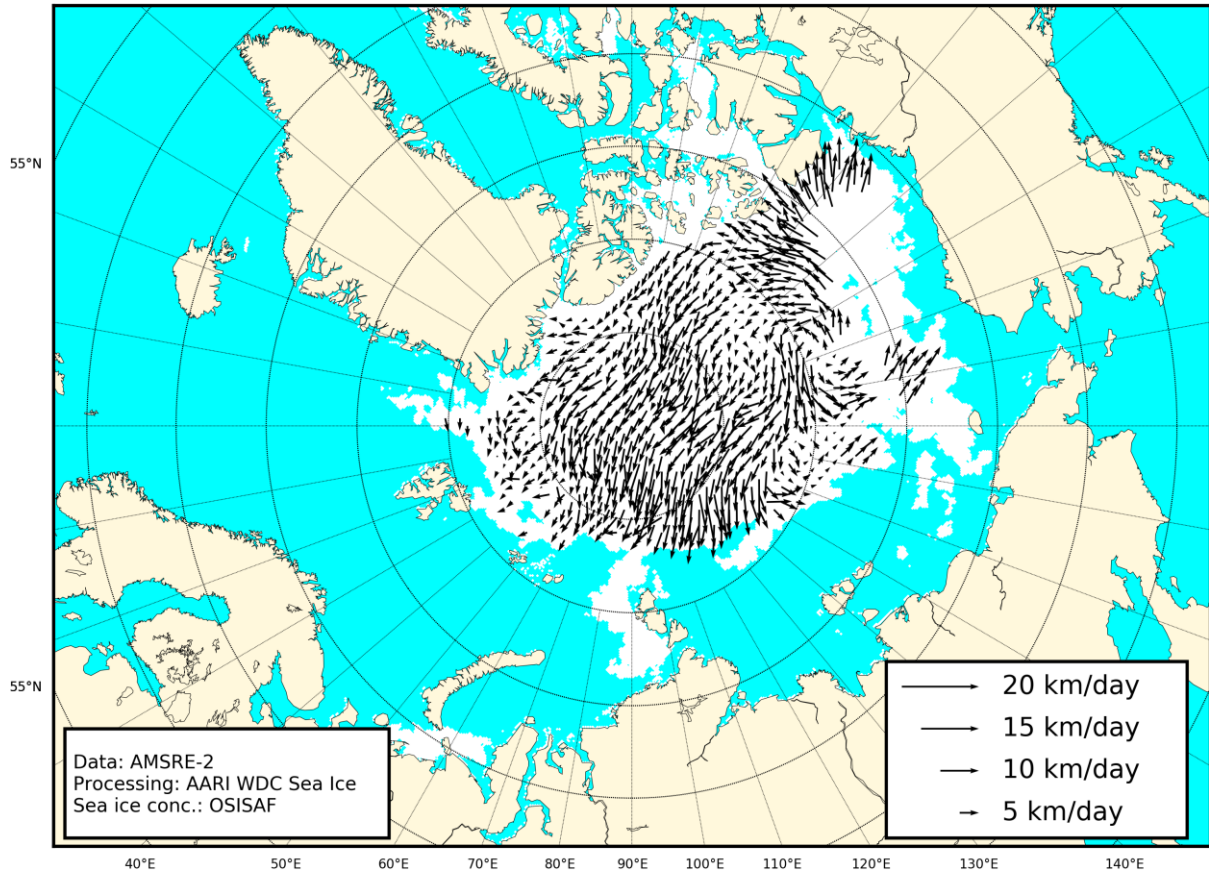 55°N
55°N
20 km/day
15 km/day
10 km/day
5 km/day
Data: AMSRE-2
Processing: AARI WDC Sea Ice
Sea ice conc.: OSISAF
40°E 50°E 60°E 70°E 80°E 90°E 100°E 110°E 120°E 130°E 140°E